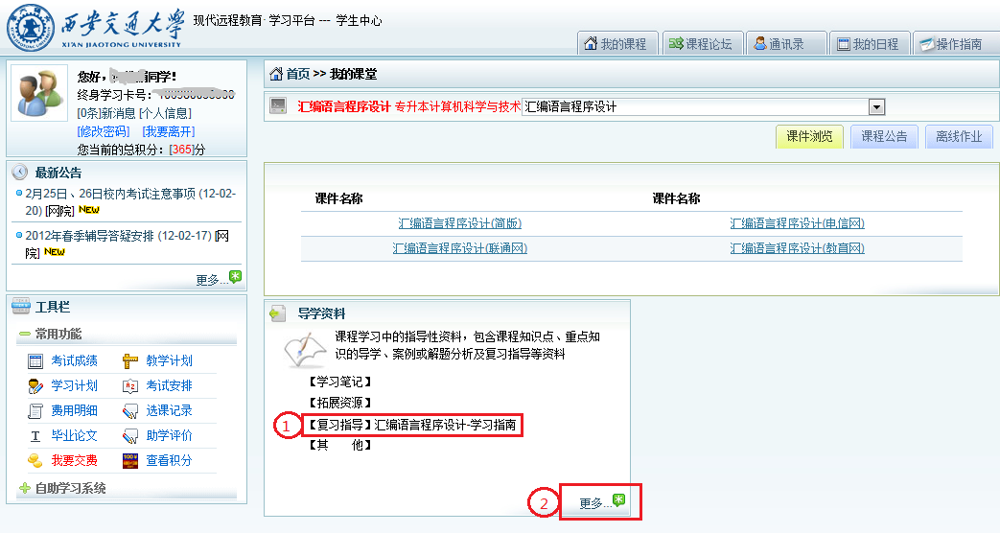 西安交通大学 现代远程教育·学习平台 --- 学生中心
XI'AN JIAOTONG UNIVERSITY
我的课程 课程论坛 通讯录 我的日程 操作指南
您好, 同学!
终身学习卡号:
[0条]新消息 [个人信息]
[修改密码] [我要离开]
您当前的总积分: [365]分
最新公告
2月25日、26日校内考试注意事项 (12-02-
20) [网院] NEW
2012年春季辅导答疑安排 (12-02-17) [网
院] NEW
更多...
工具栏
常用功能
考试成绩 教学计划
学习计划 考试安排
费用明细 选课记录
毕业论文 助学评价
我要交费 查看积分
自助学习系统
首页 >> 我的课堂
汇编语言程序设计 专升本计算机科学与技术 汇编语言程序设计
课件浏览 课程公告 离线作业
课件名称 课件名称
汇编语言程序设计(简版) 汇编语言程序设计(电信网)
汇编语言程序设计(联通网) 汇编语言程序设计(教育网)
导学资料
课程学习中的指导性资料，包含课程知识点、重点知
识的导学、案例或解题分析及复习指导等资料
【学习笔记】
【拓展资源】
1 【复习指导】汇编语言程序设计-学习指南
【其 他】
2 更多...